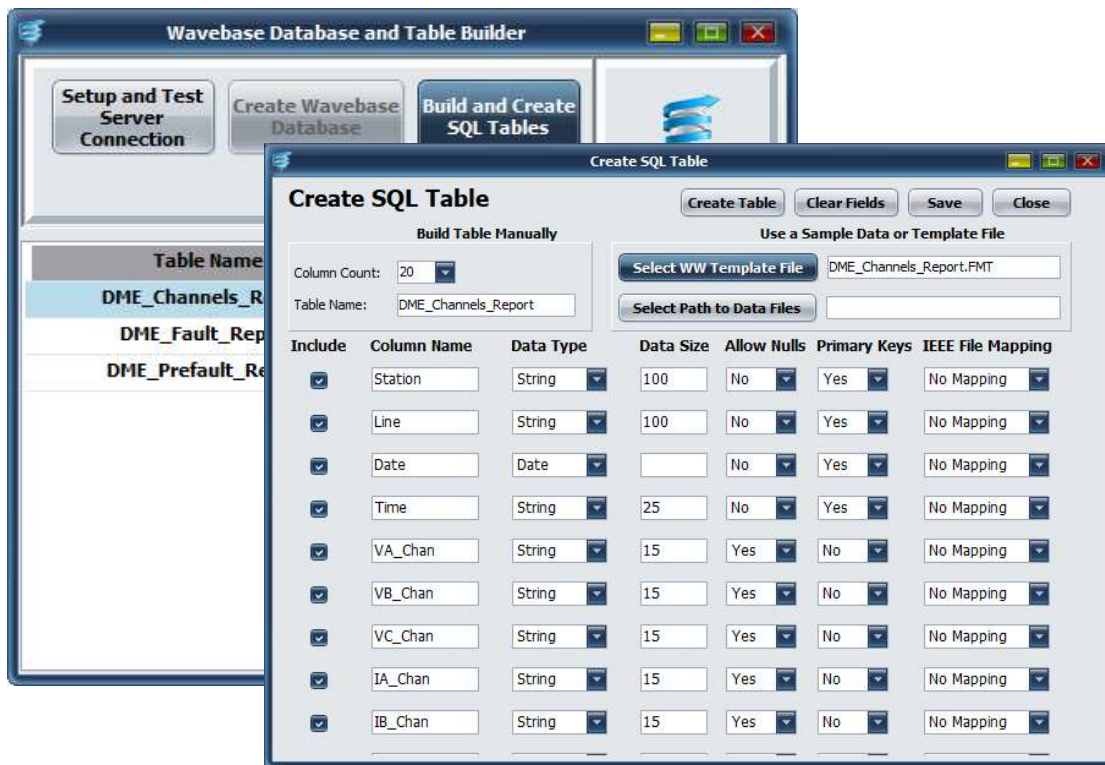 Wavebase Database and Table Builder
Setup and Test
Server
Connection
Create Wavebase
Database
Build and Create
SQL Tables
Table Name
DME_Channels_R
DME_Fault_Rep
DME_Prefault_Re
Create SQL Table
Create SQL Table
Create Table Clear Fields Save Close
Build Table Manually Use a Sample Data or Template File
Column Count: 20 Select WW Template File DME_Channels_Report.FMT
Table Name: DME_Channels_Report Select Path to Data Files
Include Column Name Data Type Data Size Allow Nulls Primary Keys IEEE File Mapping
Station String 100 No Yes No Mapping
Line String 100 No Yes No Mapping
Date Date No Yes No Mapping
Time String 25 No Yes No Mapping
VA_Chan String 15 Yes No No Mapping
VB_Chan String 15 Yes No No Mapping
VC_Chan String 15 Yes No No Mapping
IA_Chan String 15 Yes No No Mapping
IB_Chan String 15 Yes No No Mapping